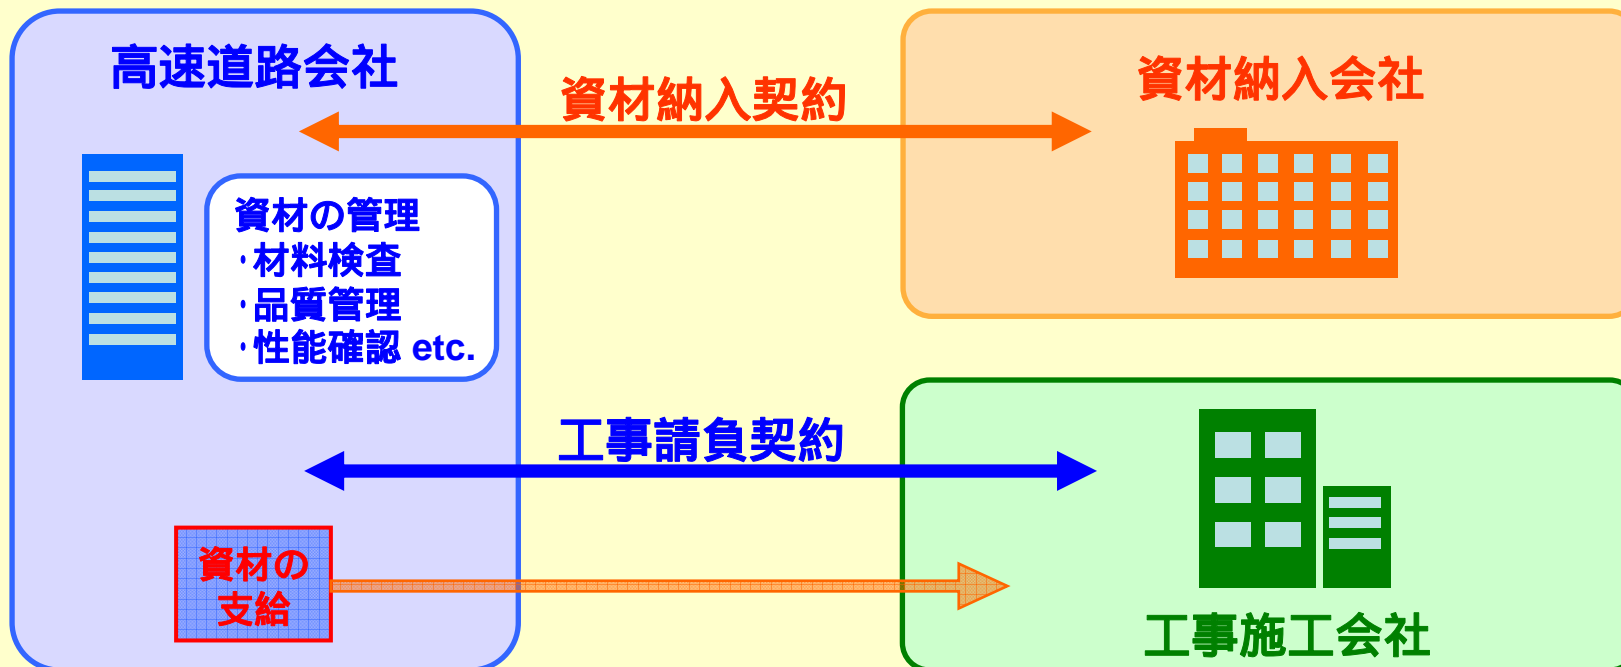 高速道路会社
資材納入契約
資材納入会社
資材の管理
・材料検査
・品質管理
・性能確認 etc.
工事請負契約
資材の
支給
工事施工会社